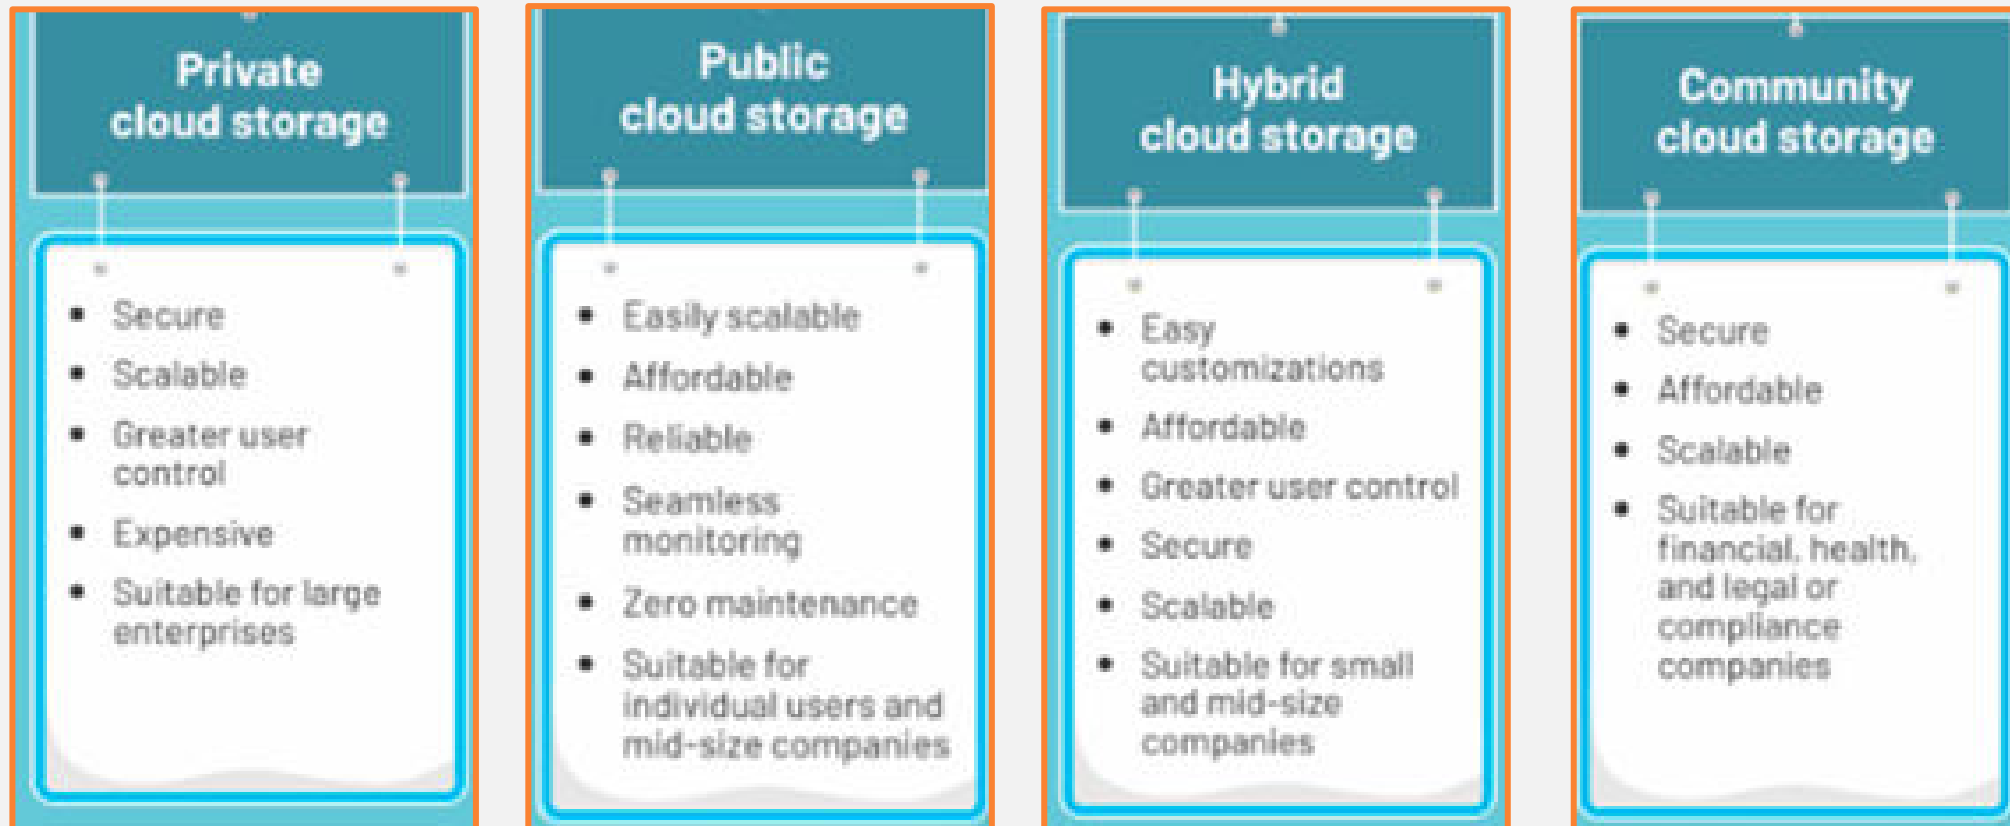 Private
cloud storage
• Secure
• Scalable
• Greater user
control
• Expensive
• Suitable for large
enterprises
Public
cloud storage
• Easily scalable
• Affordable
• Reliable
• Seamless
monitoring
• Zero maintenance
• Suitable for
individual users and
mid-size companies
Hybrid
cloud storage
• Easy
customizations
• Affordable
• Greater user control
• Secure
• Scalable
• Suitable for small
and mid-size
companies
Community
cloud storage
• Secure
• Affordable
• Scalable
• Suitable for
financial, health,
and legal or
compliance
companies